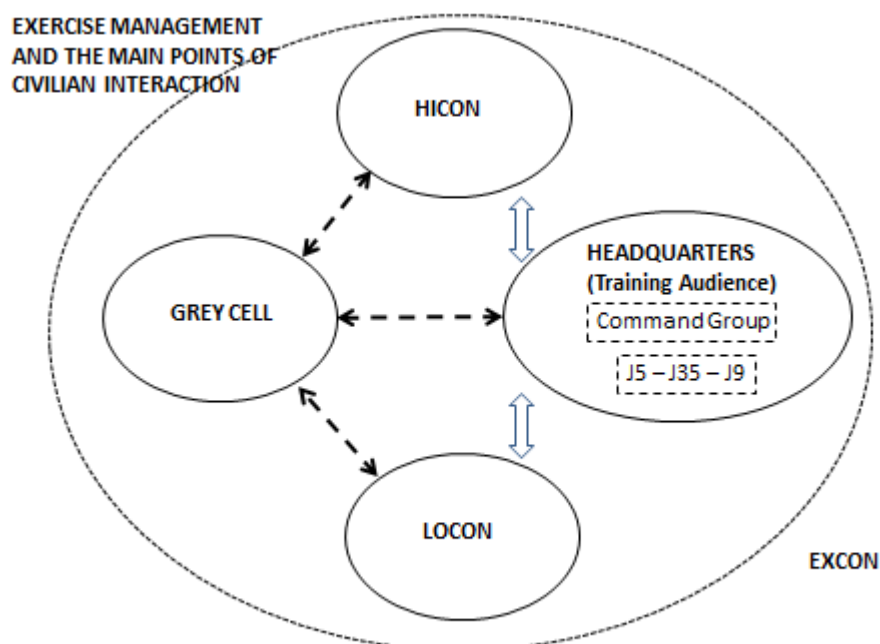 EXERCISE MANAGEMENT
AND THE MAIN POINTS OF
CIVILIAN INTERACTION
HICON
HEADQUARTERS
(Training Audience)
Command Group
J5 – J35 – J9
GREY CELL
LOCON
EXCON